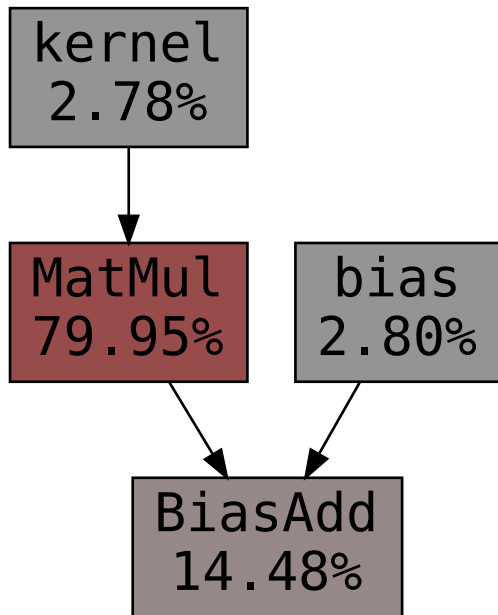 kernel
2.78%
MatMul
79.95%
bias
2.80%
BiasAdd
14.48%